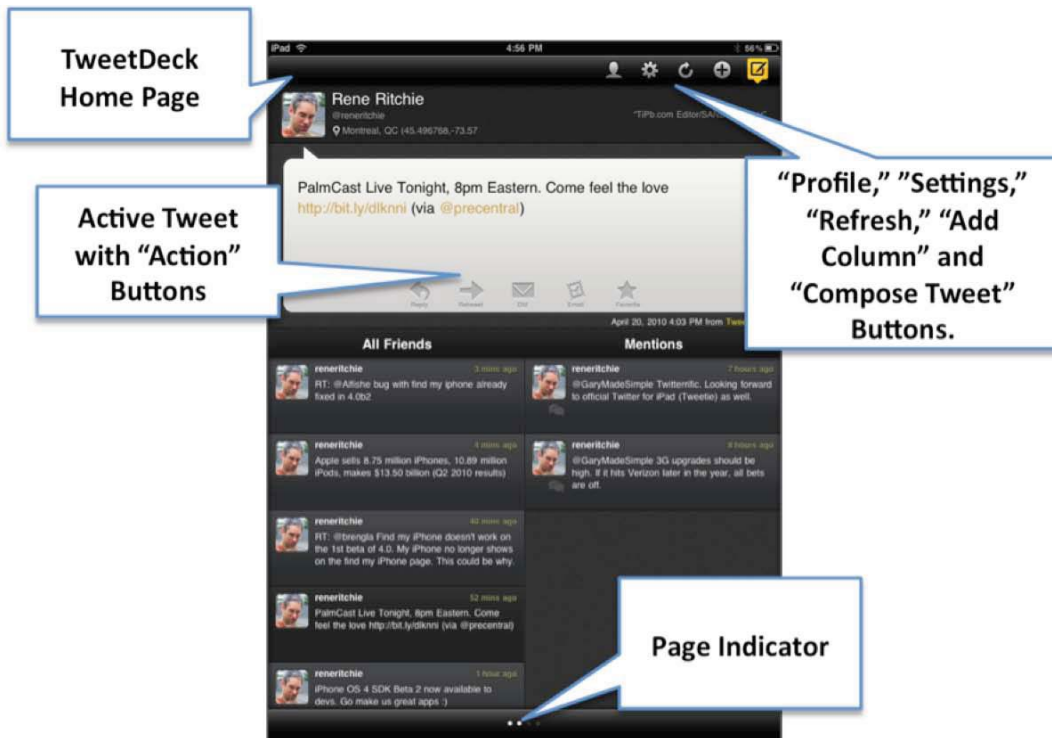 TweetDeck
Home Page
iPad
4:56 PM
56%
Rene Ritchie
@reneritchie
Montreal, QC (45.496768,-73.57
"TiPb.com Editor/SA
PalmCast Live Tonight, 8pm Eastern. Come feel the love
http://bit.ly/dlknni (via @precentral)
Active Tweet
with “Action”
Buttons
“Profile,” ”Settings,”
“Refresh,” “Add
Column” and
“Compose Tweet”
Buttons.
Reply
Retweet
DM
Email
Favorite
April 20, 2010 4:03 PM from Twee
All Friends
Mentions
reneritchie
3 mins ago
RT: @Alfishe bug with find my iphone already
fixed in 4.0b2
reneritchie
4 mins ago
Apple sells 8.75 million iPhones, 10.89 million
iPods, makes $13.50 billion (Q2 2010 results)
reneritchie
40 mins ago
RT: @brengla Find my iPhone doesn't work on
the 1st beta of 4.0. My iPhone no longer shows
on the find my iPhone page. This could be why.
reneritchie
52 mins ago
PalmCast Live Tonight, 8pm Eastern. Come
feel the love http://bit.ly/dlknni (via @precentral)
reneritchie
1 hour ago
iPhone OS 4 SDK Beta 2 now available to
devs. Go make us great apps :)
reneritchie
7 hours ago
@GaryMadeSimple Twitterrific. Looking forward
to official Twitter for iPad (Tweetie) as well.
reneritchie
8 hours ago
@GaryMadeSimple 3G upgrades should be
high. If it hits Verizon later in the year, all bets
are off.
Page Indicator